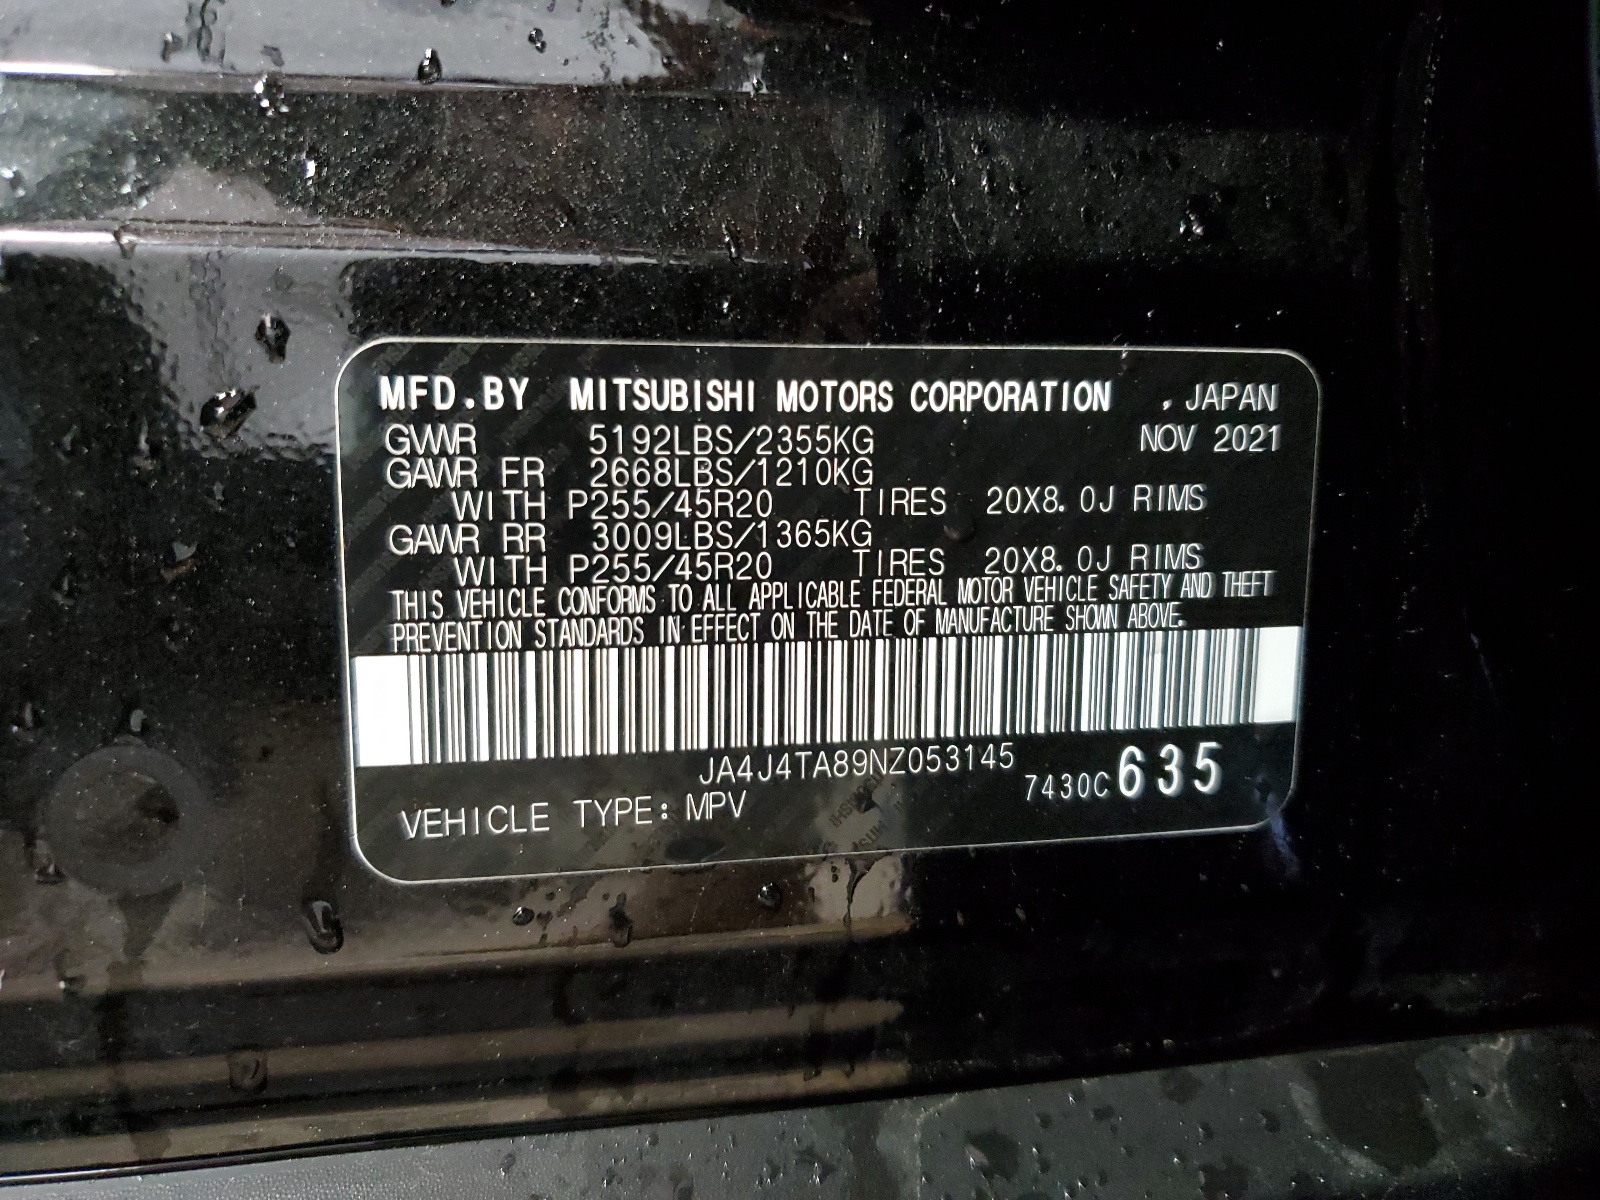 MFD.BY MITSUBISHI MOTORS CORPORATION , JAPAN
GVWR 5192LBS/2355KG NOV 2021
GAWR FR 2668LBS/1210KG
WITH P255/45R20 TIRES 20X8.0J RIMS
GAWR RR 3009LBS/1365KG
WITH P255/45R20 TIRES 20X8.0J RIMS
THIS VEHICLE CONFORMS TO ALL APPLICABLE FEDERAL MOTOR VEHICLE SAFETY AND THEFT
PREVENTION STANDARDS IN EFFECT ON THE DATE OF MANUFACTURE SHOWN ABOVE.
JA4J4TA89NZ053145
7430C 635
VEHICLE TYPE: MPV